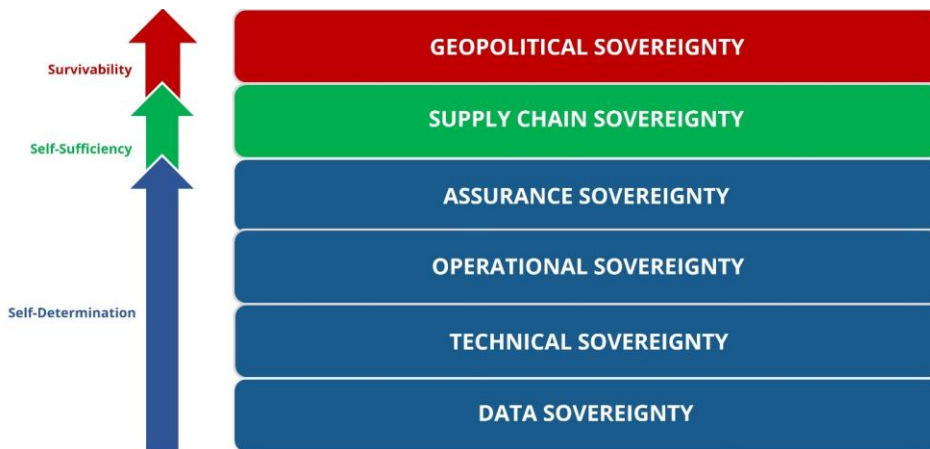 GEOPOLITICAL SOVEREIGNTY
Survivability
SUPPLY CHAIN SOVEREIGNTY
Self-Sufficiency
ASSURANCE SOVEREIGNTY
OPERATIONAL SOVEREIGNTY
Self-Determination
TECHNICAL SOVEREIGNTY
DATA SOVEREIGNTY